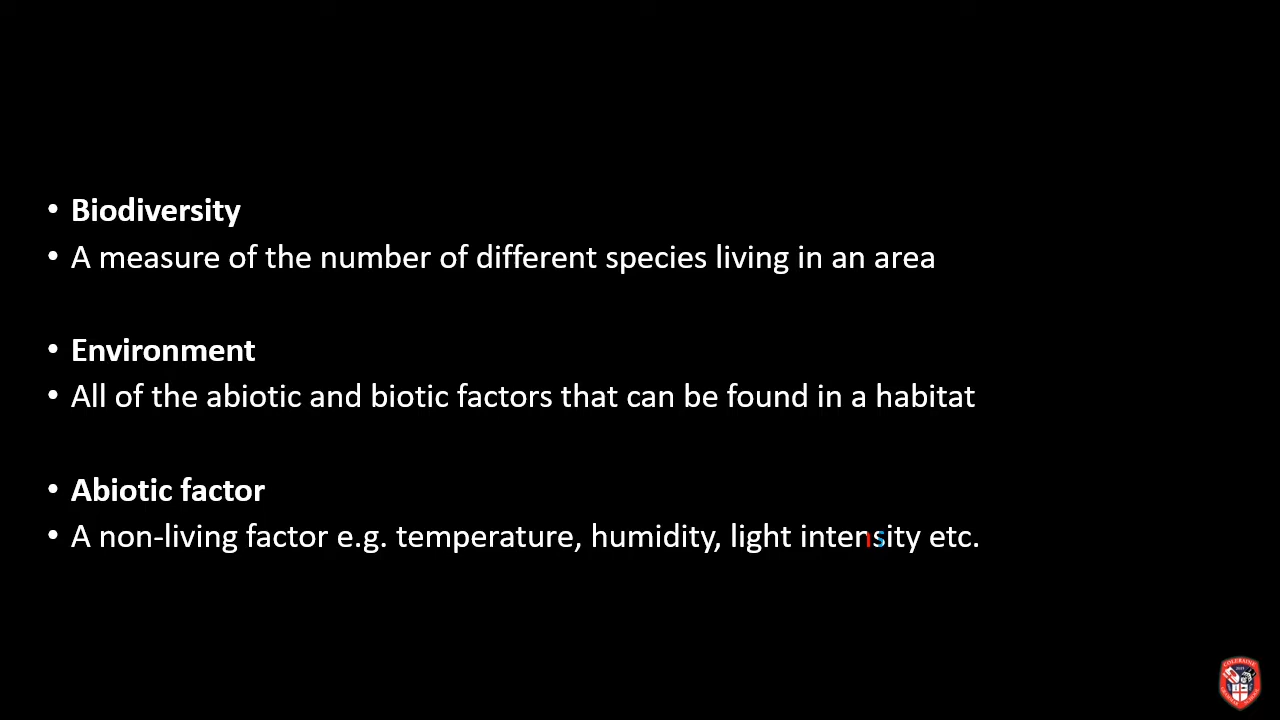 • Biodiversity
• A measure of the number of different species living in an area
• Environment
• All of the abiotic and biotic factors that can be found in a habitat
• Abiotic factor
• A non-living factor e.g. temperature, humidity, light intensity etc.
COLERAINE